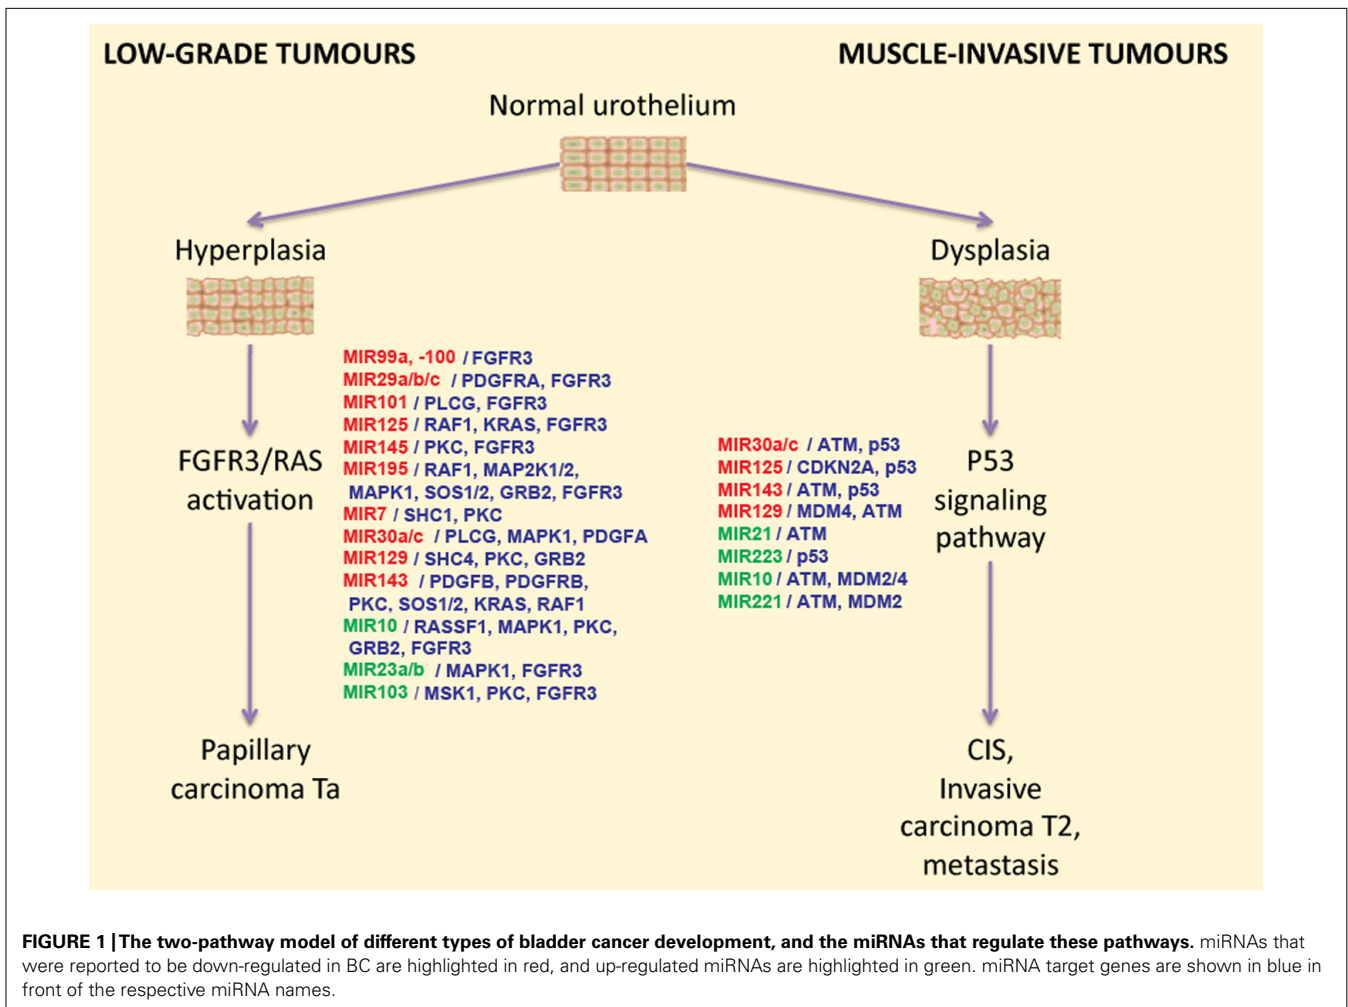 LOW-GRADE TUMOURS
MUSCLE-INVASIVE TUMOURS
Normal urothelium
Hyperplasia
Dysplasia
MIR99a, -100 / FGFR3
MIR29a/b/c / PDGFRA, FGFR3
MIR101 / PLCG, FGFR3
MIR125 / RAF1, KRAS, FGFR3
MIR145 / PKC, FGFR3
MIR195 / RAF1, MAP2K1/2,
MAPK1, SOS1/2, GRB2, FGFR3
MIR7 / SHC1, PKC
MIR30a/c / PLCG, MAPK1, PDGFA
MIR129 / SHC4, PKC, GRB2
MIR143 / PDGFB, PDGFRB,
PKC, SOS1/2, KRAS, RAF1
MIR10 / RASSF1, MAPK1, PKC,
GRB2, FGFR3
MIR23a/b / MAPK1, FGFR3
MIR103 / MSK1, PKC, FGFR3
FGFR3/RAS
activation
MIR30a/c / ATM, p53
MIR125 / CDKN2A, p53
MIR143 / ATM, p53
MIR129 / MDM4, ATM
MIR21 / ATM
MIR223 / p53
MIR10 / ATM, MDM2/4
MIR221 / ATM, MDM2
P53
signaling
pathway
Papillary
carcinoma Ta
CIS,
Invasive
carcinoma T2,
metastasis
FIGURE 1 | The two-pathway model of different types of bladder cancer development, and the miRNAs that regulate these pathways. miRNAs that
were reported to be down-regulated in BC are highlighted in red, and up-regulated miRNAs are highlighted in green. miRNA target genes are shown in blue in
front of the respective miRNA names.